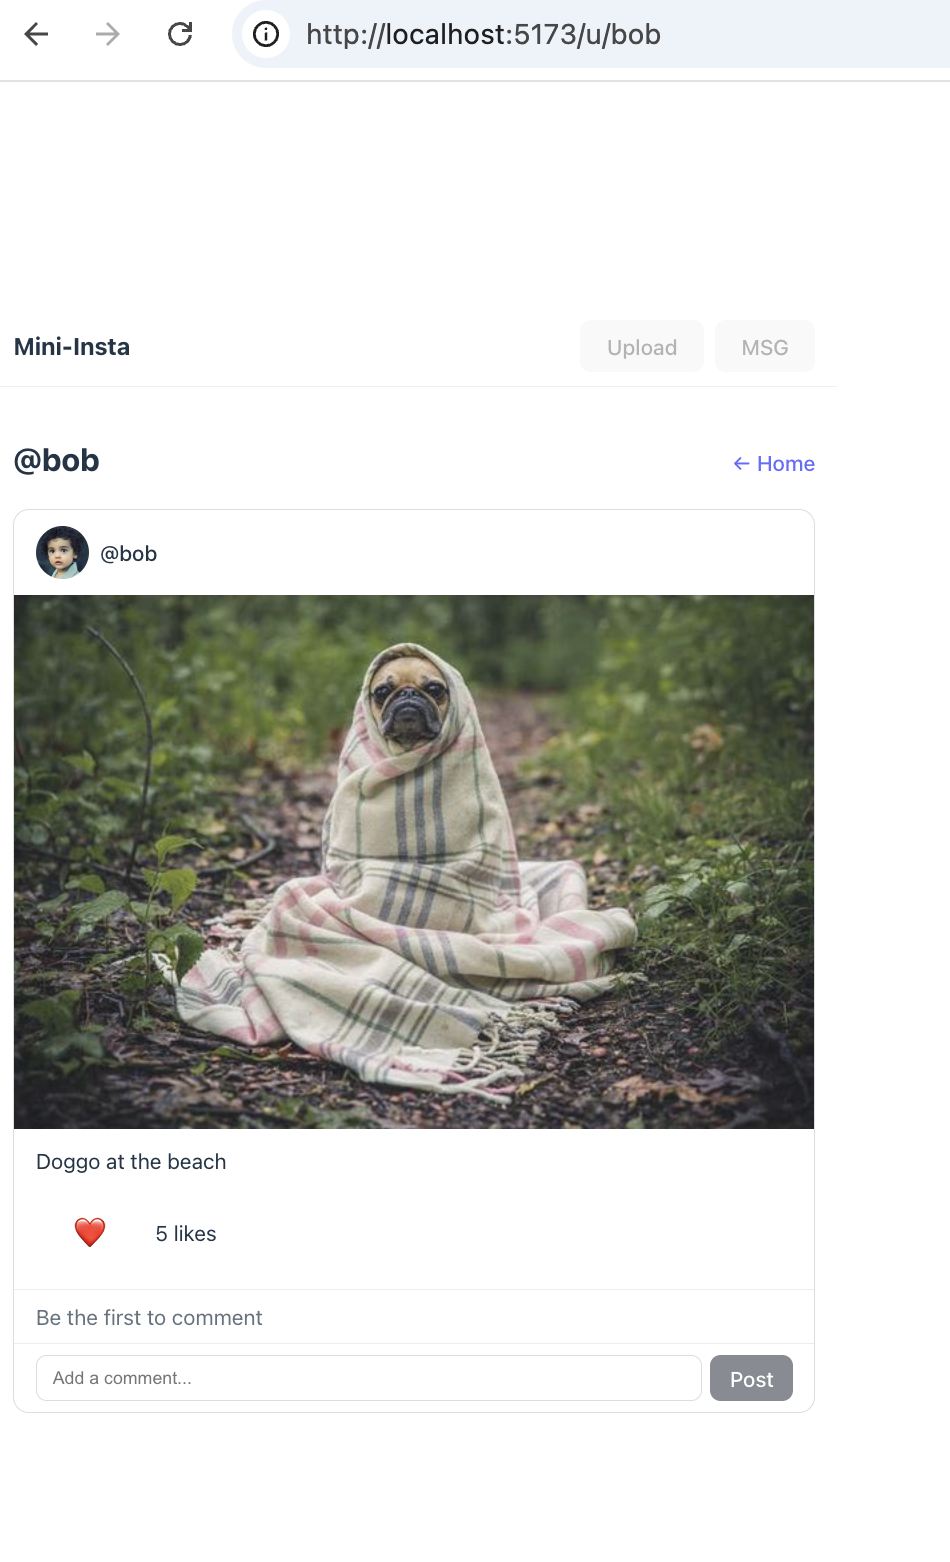 http://localhost:5173/u/bob
Mini-Insta
Upload
MSG
@bob
← Home
@bob
Doggo at the beach
5 likes
Be the first to comment
Add a comment...
Post